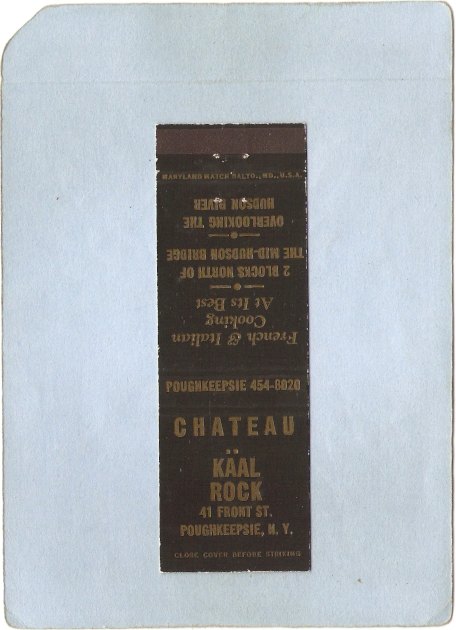 MARYLAND MATCH BALTO., MD., U.S.A.
French & Italian
Cooking
At Its Best
2 BLOCKS NORTH OF
THE MID-HUDSON BRIDGE
OVERLOOKING THE
HUDSON RIVER
POUGHKEEPSIE 454-8020
CHATEAU
KÄAL
ROCK
41 FRONT ST.
POUGHKEEPSIE, N. Y.
CLOSE COVER BEFORE STRIKING